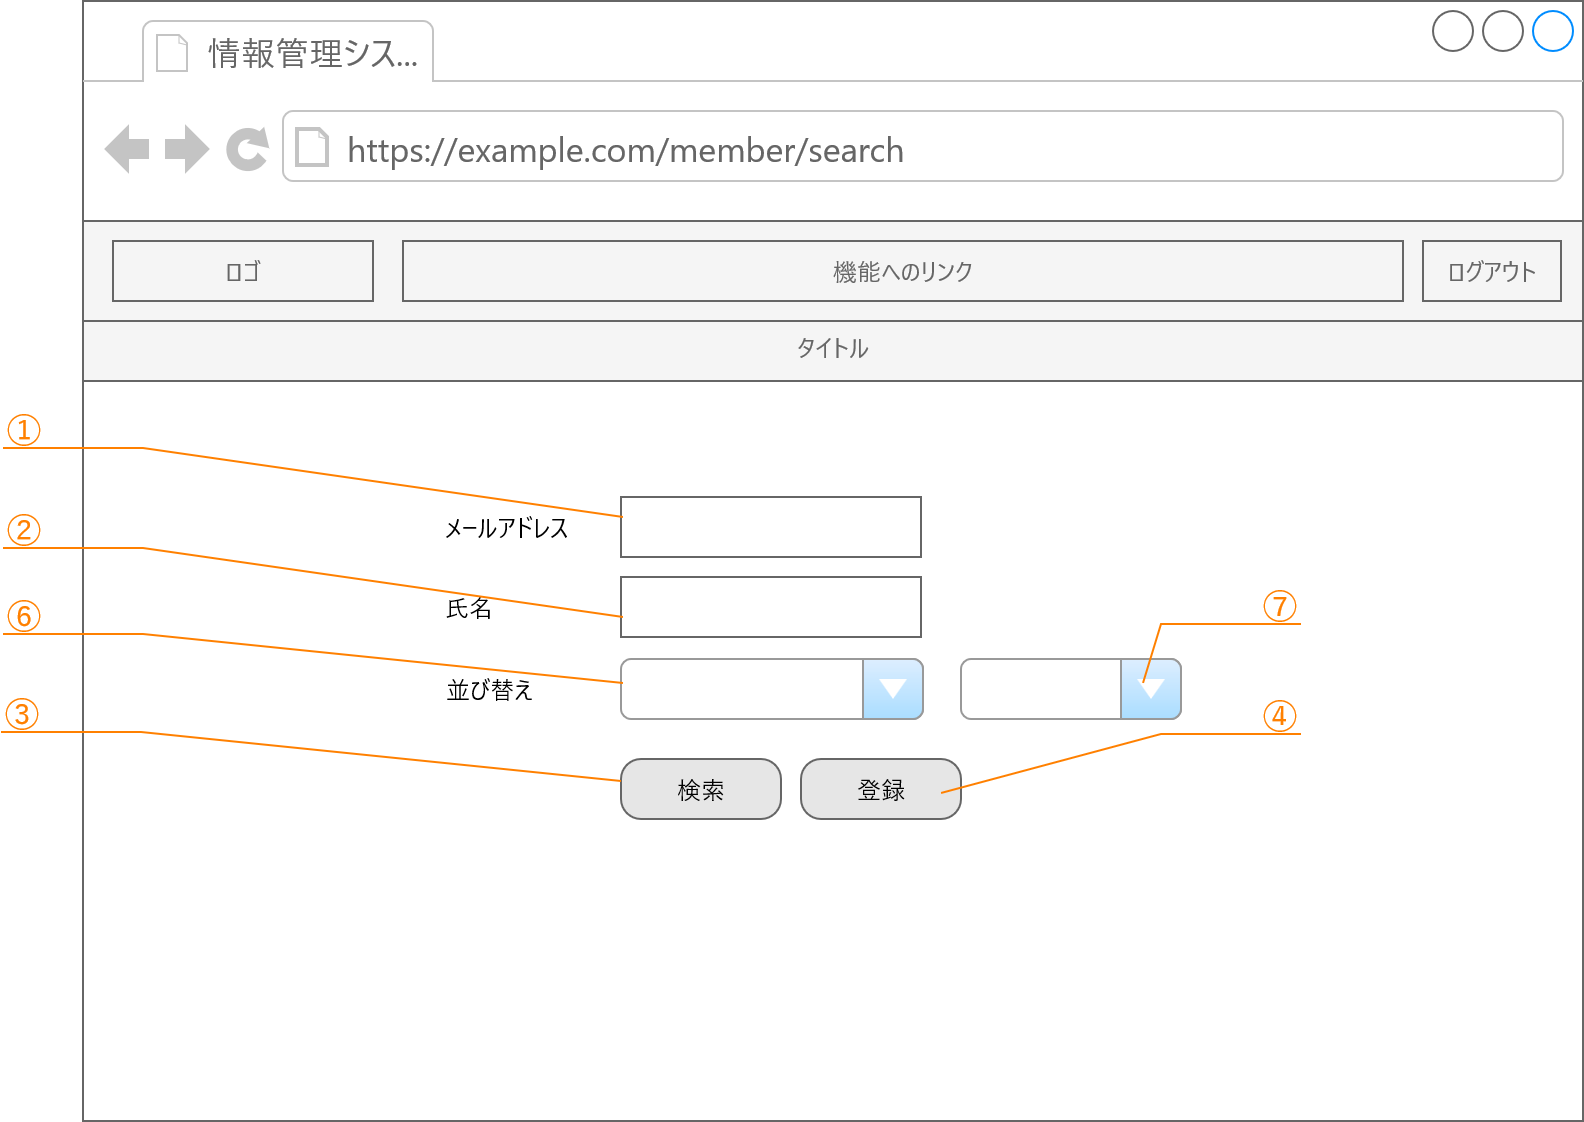 情報管理シス...
https://example.com/member/search
ロゴ
機能へのリンク
ログアウト
タイトル
①
メールアドレス
②
氏名
⑥
⑦
並び替え
③
④
検索
登録